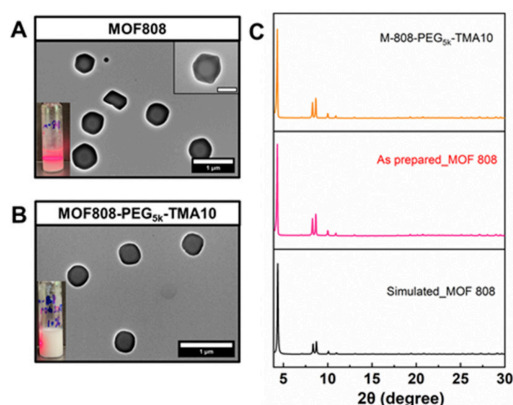 A
MOF808
1 μm
B
MOF808-PEG5k-TMA10
1 μm
C
M-808-PEG5k-TMA10
As prepared_MOF 808
Simulated_MOF 808
5 10 15 20 25 30
2θ (degree)